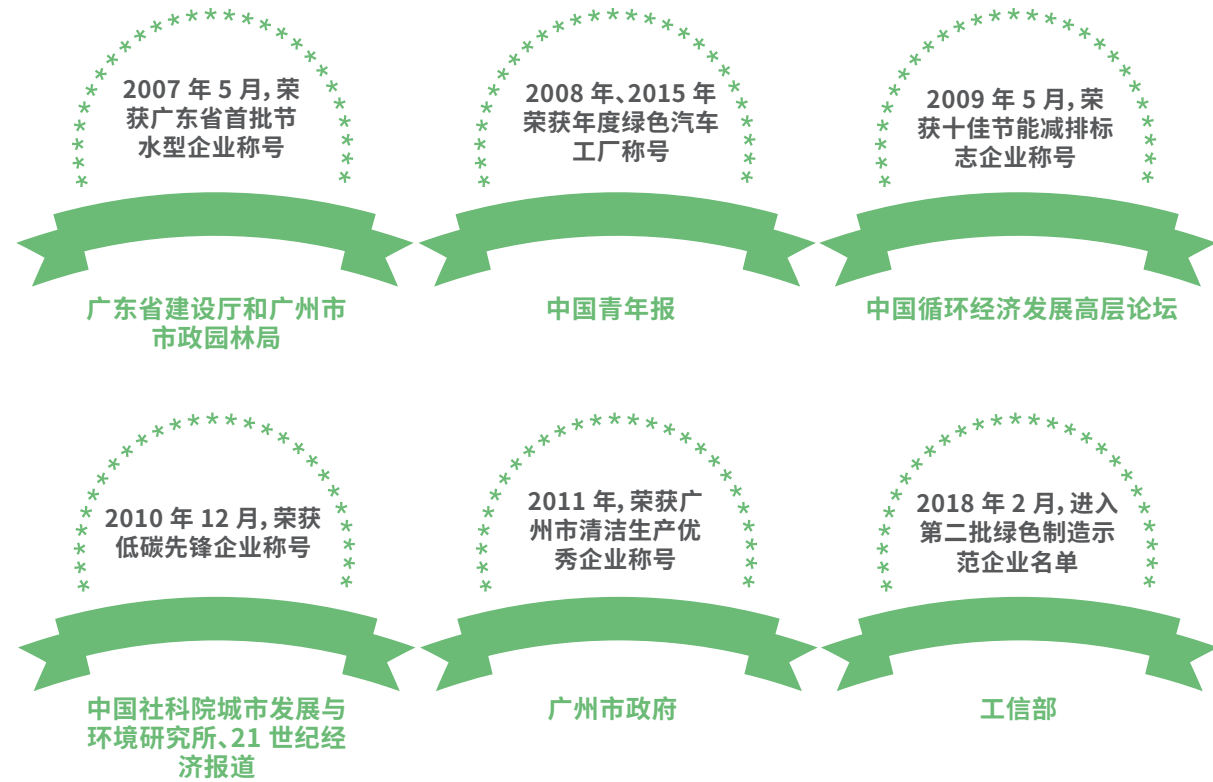 2007 年 5 月，荣
获广东省首批节
水型企业称号
广东省建设厅和广州市
市政园林局
2008 年、2015 年
荣获年度绿色汽车
工厂称号
中国青年报
2009 年 5 月，荣
获十佳节能减排标
志企业称号
中国循环经济发展高层论坛
2010 年 12 月，荣获
低碳先锋企业称号
中国社科院城市发展与
环境研究所、21 世纪经
济报道
2011 年，荣获广
州市清洁生产优
秀企业称号
广州市政府
2018 年 2 月，进入
第二批绿色制造示
范企业名单
工信部